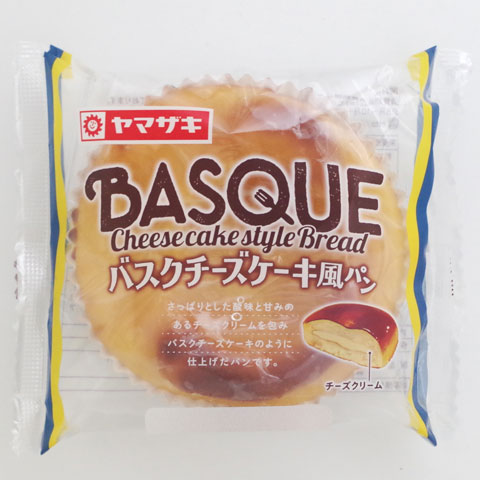 ヤマザキ
BASQUE
Cheesecake style Bread
バスクチーズケーキ風パン
さっぱりとした酸味と甘みの
あるチーズクリームを包み
バスクチーズケーキのように
仕上げたパンです。
チーズクリーム